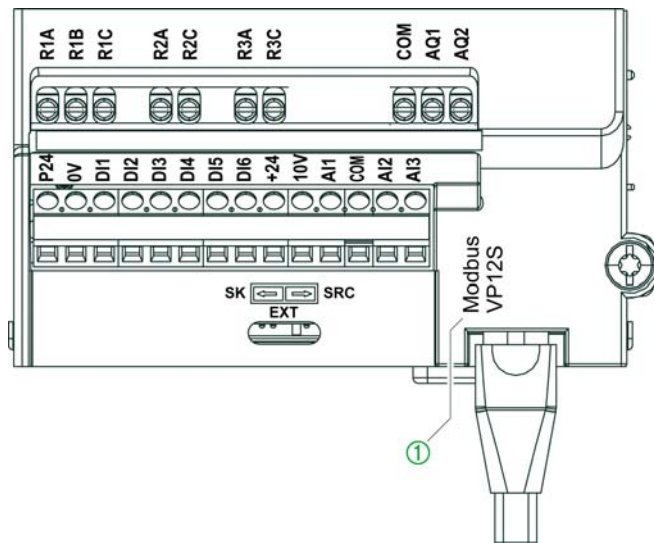 R1A R1B R1C R2A R2C R3A R3C COM AQ1 AQ2
P24 0V DI1 DI2 DI3 DI4 DI5 DI6 +24 10V AI1 COM AI2 AI3
SK SRC
EXT
Modbus
VP12S
①